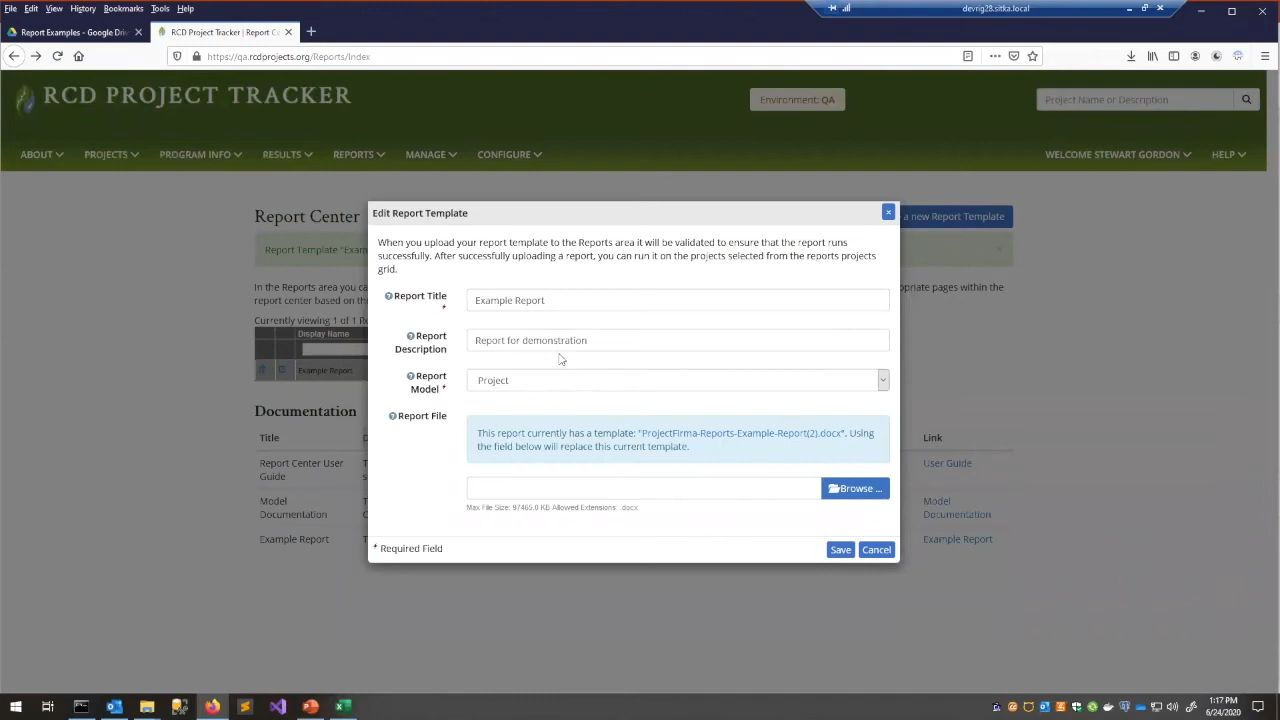 File Edit View History Bookmarks Tools Help
devrig28.sitka.local
Report Examples - Google Driv
RCD Project Tracker | Report Ce
https://qa.rcdprojects.org/Reports/Index
RCD PROJECT TRACKER
Environment: QA
Project Name or Description
ABOUT PROJECTS PROGRAM INFO RESULTS REPORTS MANAGE CONFIGURE
WELCOME STEWART GORDON HELP
Report Center
a new Report Template
Report Template "Exam
In the Reports area you ca
opriate pages within the
report center based on th
Currently viewing 1 of 1 R
Display Name
Example Report
Documentation
Title
Link
Report Center User
Guide
User Guide
Model
Documentation
Model
Documentation
Example Report
Example Report
Edit Report Template
When you upload your report template to the Reports area it will be validated to ensure that the report runs
successfully. After successfully uploading a report, you can run it on the projects selected from the reports projects
grid.
Report Title *
Example Report
Report
Description
Report for demonstration
Report
Model *
Project
Report File
This report currently has a template: "ProjectFirma-Reports-Example-Report(2).docx". Using
the field below will replace this current template.
Browse ...
Max File Size: 97465.0 KB Allowed Extensions: .docx
* Required Field
Save Cancel
1:17 PM
6/24/2020